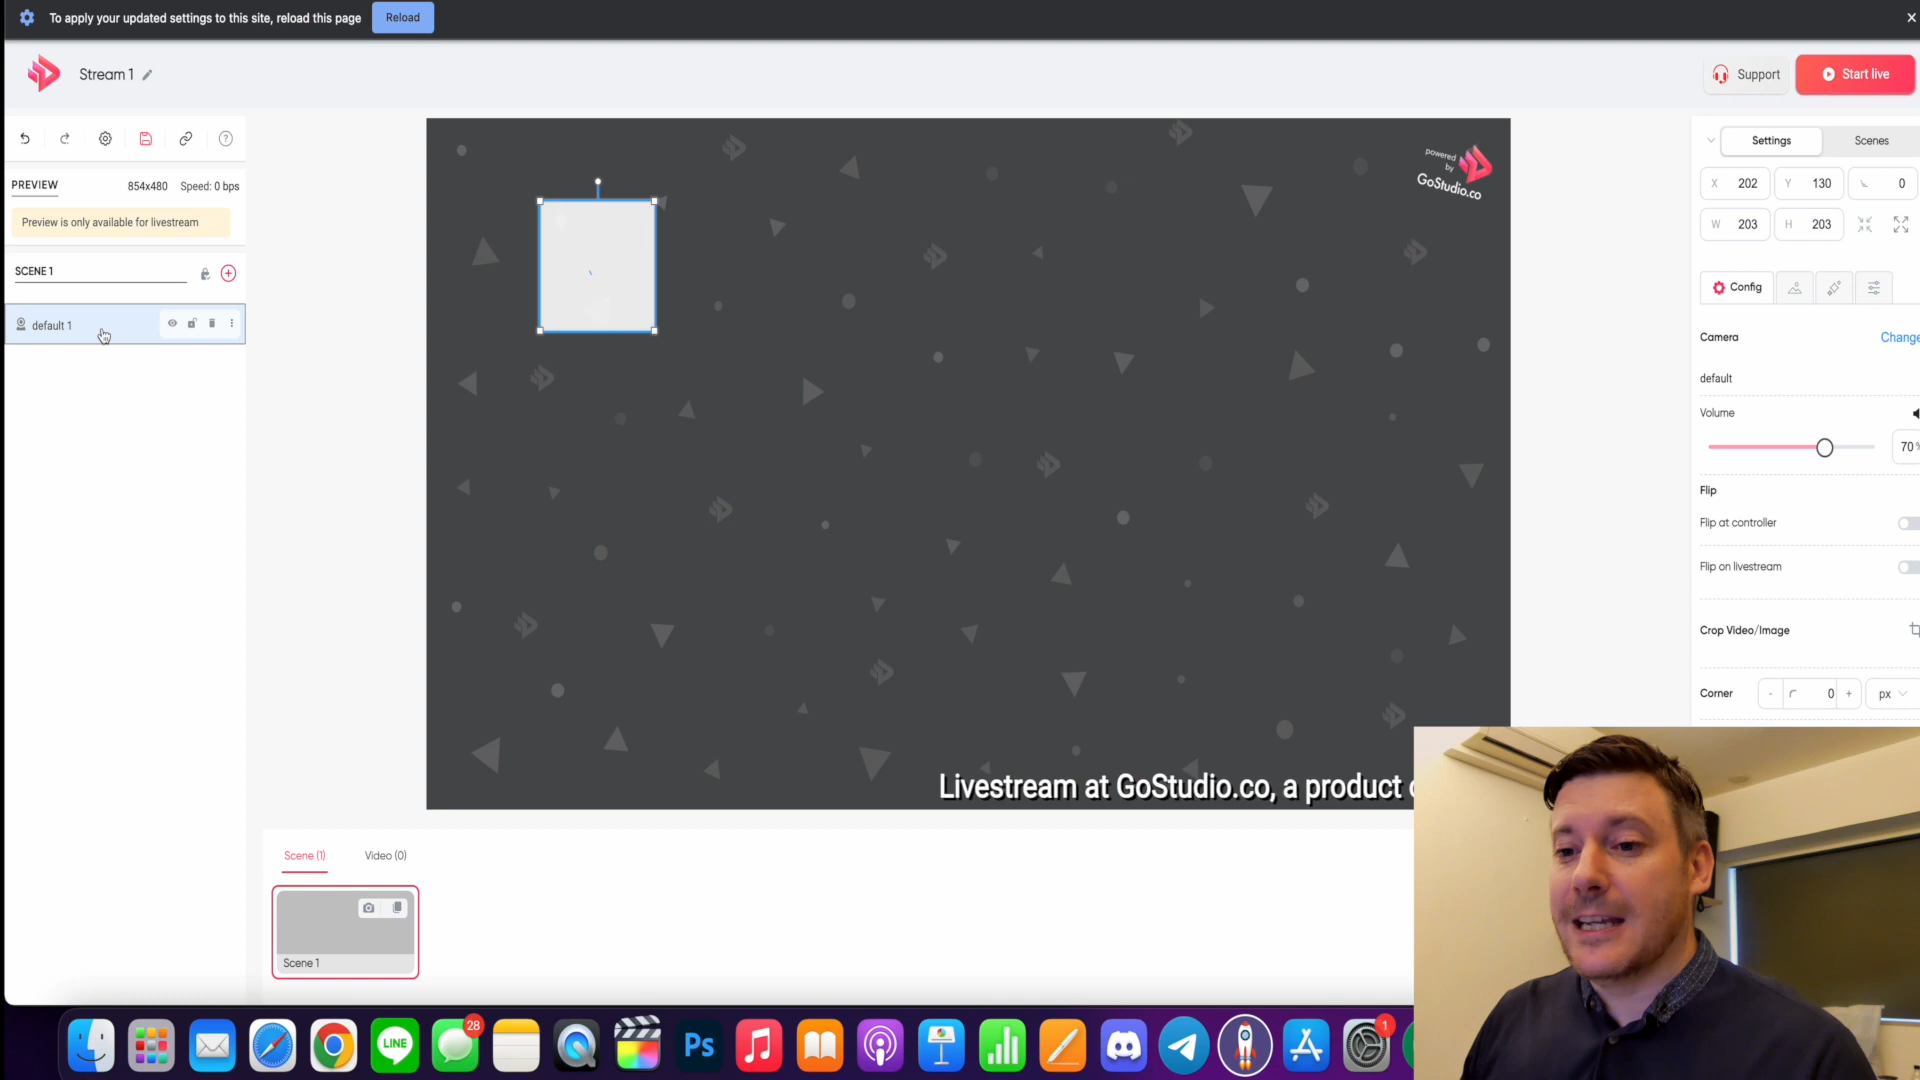 To apply your updated settings to this site, reload this page Reload
Stream 1
Support Start live
PREVIEW 854x480 Speed: 0 bps
Preview is only available for livestream
SCENE 1
default 1
powered
by
GoStudio.co
Settings Scenes
X 202 Y 130 0
W 203 H 203
Config
Camera Change
default
Volume
70 %
Flip
Flip at controller
Flip on livestream
Crop Video/Image
Corner - 0 + px
Livestream at GoStudio.co, a product
Scene (1) Video (0)
Scene 1
LINE
28
Ps
1